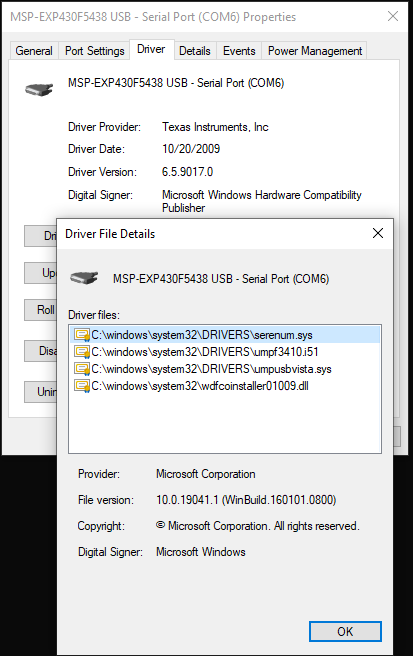 MSP-EXP430F5438 USB - Serial Port (COM6) Properties
General Port Settings Driver Details Events Power Management
MSP-EXP430F5438 USB - Serial Port (COM6)
Driver Provider: Texas Instruments, Inc
Driver Date: 10/20/2009
Driver Version: 6.5.9017.0
Digital Signer: Microsoft Windows Hardware Compatibility
Publisher
Roll
Driver File Details
MSP-EXP430F5438 USB - Serial Port (COM6)
Driver files:
C:\windows\system32\DRIVERS\serenum.sys
C:\windows\system32\DRIVERS\umpf3410.i51
C:\windows\system32\DRIVERS\umpusbvista.sys
C:\windows\system32\wdfcoinstaller01009.dll
Provider: Microsoft Corporation
File version: 10.0.19041.1 (WinBuild.160101.0800)
Copyright: © Microsoft Corporation. All rights reserved.
Digital Signer: Microsoft Windows
OK